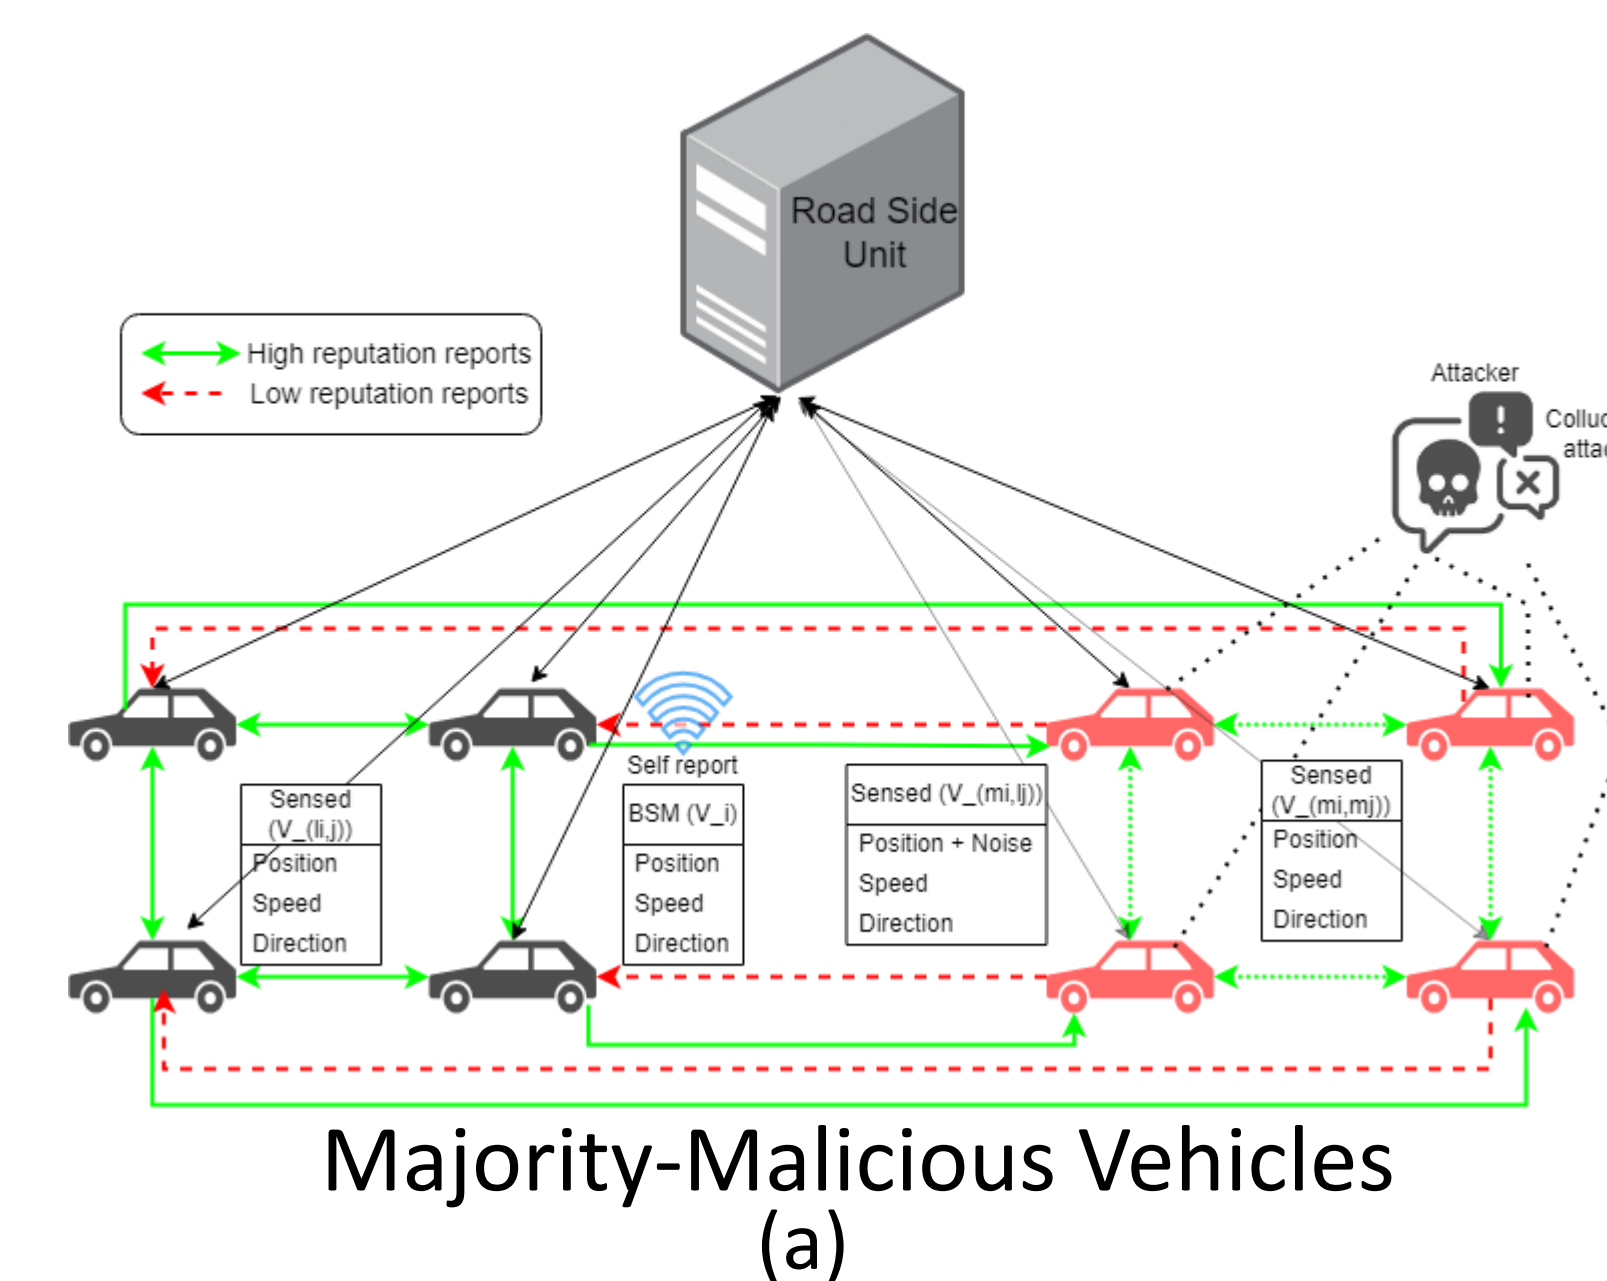 Road Side
Unit
High reputation reports
Low reputation reports
Attacker
!
Self report
Sensed
(V_(li,j))
Position
Speed
Direction
BSM (V_i)
Position
Speed
Direction
Sensed (V_(mi,lj))
Position + Noise
Speed
Direction
Sensed
(V_(mi,mj))
Position
Speed
Direction
Majority-Malicious Vehicles
(a)